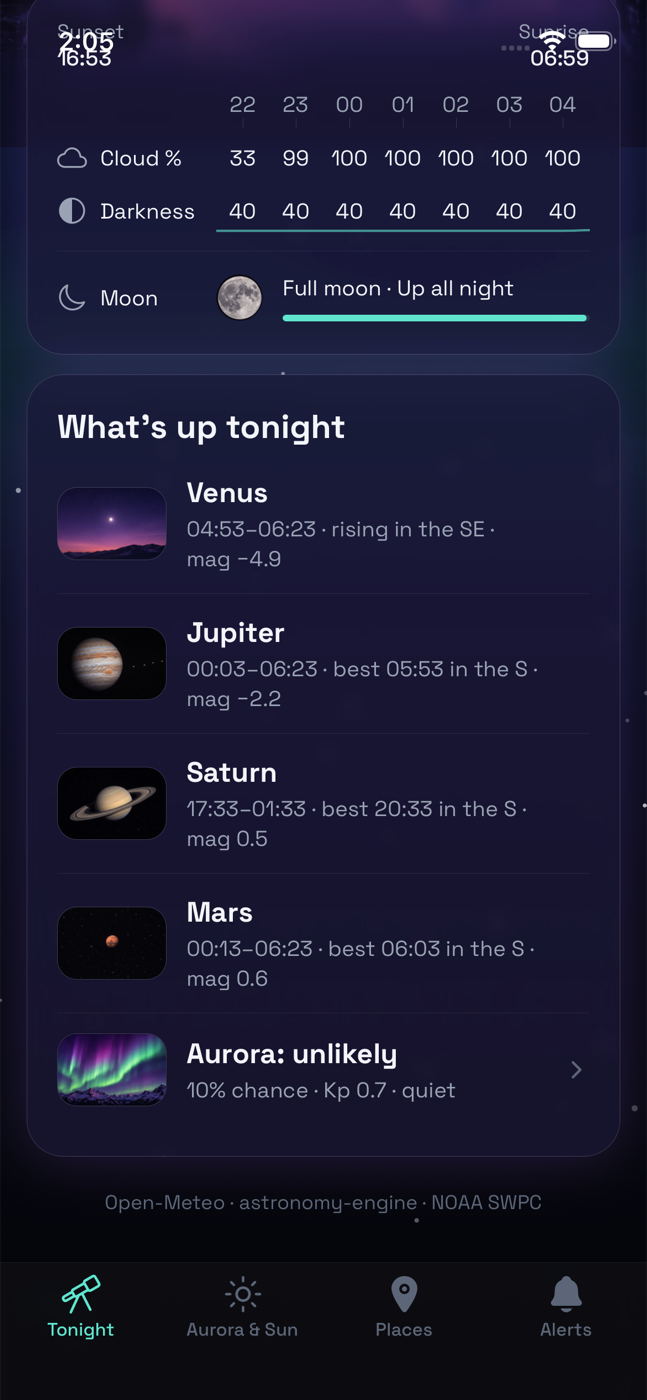 Sunset
Sunrise
2:05
16:53
06:59
22 23 00 01 02 03 04
Cloud % 33 99 100 100 100 100 100
Darkness 40 40 40 40 40 40 40
Moon
Full moon · Up all night
What's up tonight
Venus
04:53–06:23 · rising in the SE ·
mag −4.9
Jupiter
00:03–06:23 · best 05:53 in the S ·
mag −2.2
Saturn
17:33–01:33 · best 20:33 in the S ·
mag 0.5
Mars
00:13–06:23 · best 06:03 in the S ·
mag 0.6
Aurora: unlikely
10% chance · Kp 0.7 · quiet
Open-Meteo · astronomy-engine · NOAA SWPC
Tonight
Aurora & Sun
Places
Alerts